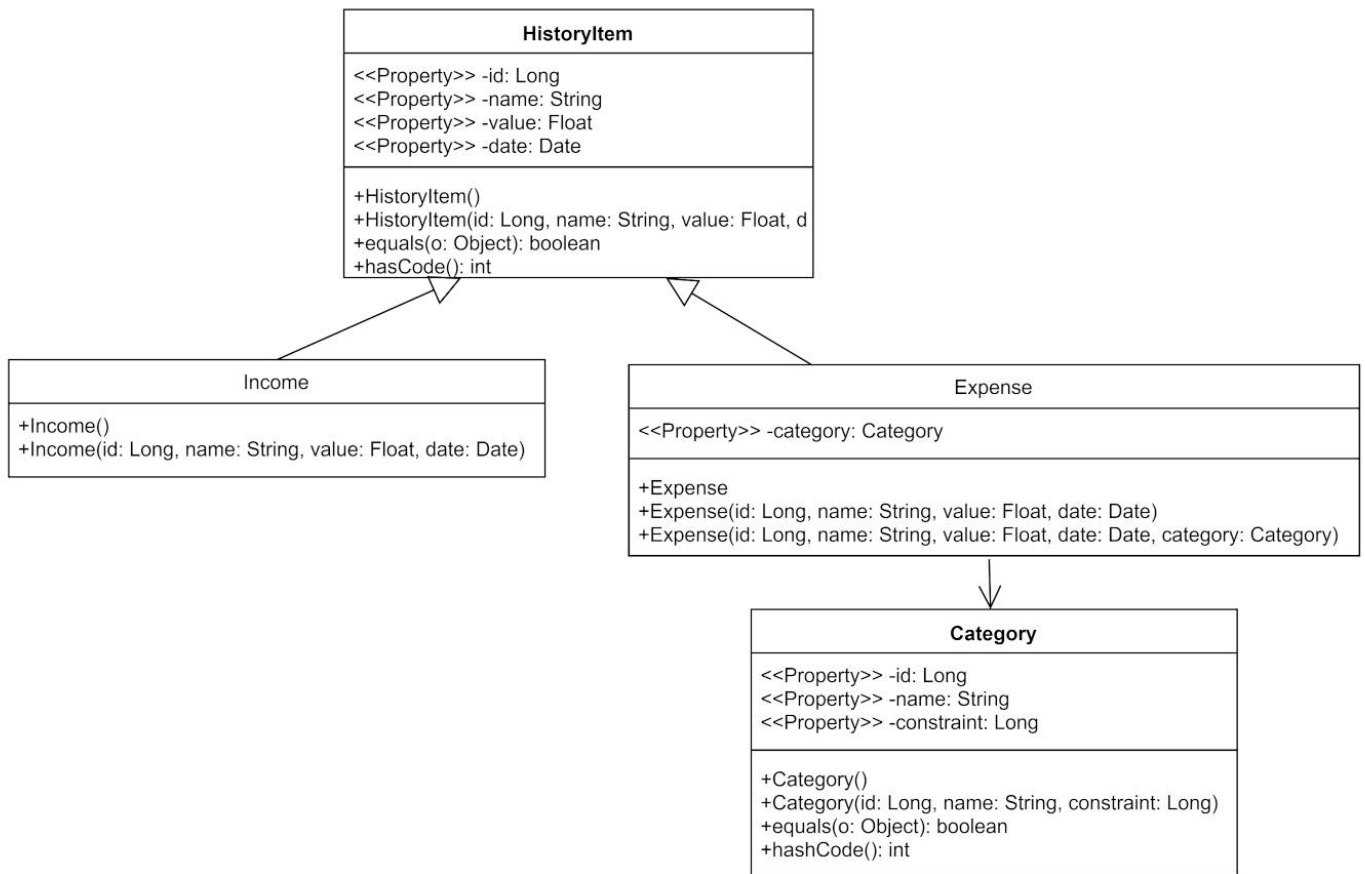 HistoryItem
<<Property>> -id: Long
<<Property>> -name: String
<<Property>> -value: Float
<<Property>> -date: Date
+HistoryItem()
+HistoryItem(id: Long, name: String, value: Float, d
+equals(o: Object): boolean
+hasCode(): int
Income
+Income()
+Income(id: Long, name: String, value: Float, date: Date)
Expense
<<Property>> -category: Category
+Expense
+Expense(id: Long, name: String, value: Float, date: Date)
+Expense(id: Long, name: String, value: Float, date: Date, category: Category)
Category
<<Property>> -id: Long
<<Property>> -name: String
<<Property>> -constraint: Long
+Category()
+Category(id: Long, name: String, constraint: Long)
+equals(o: Object): boolean
+hashCode(): int